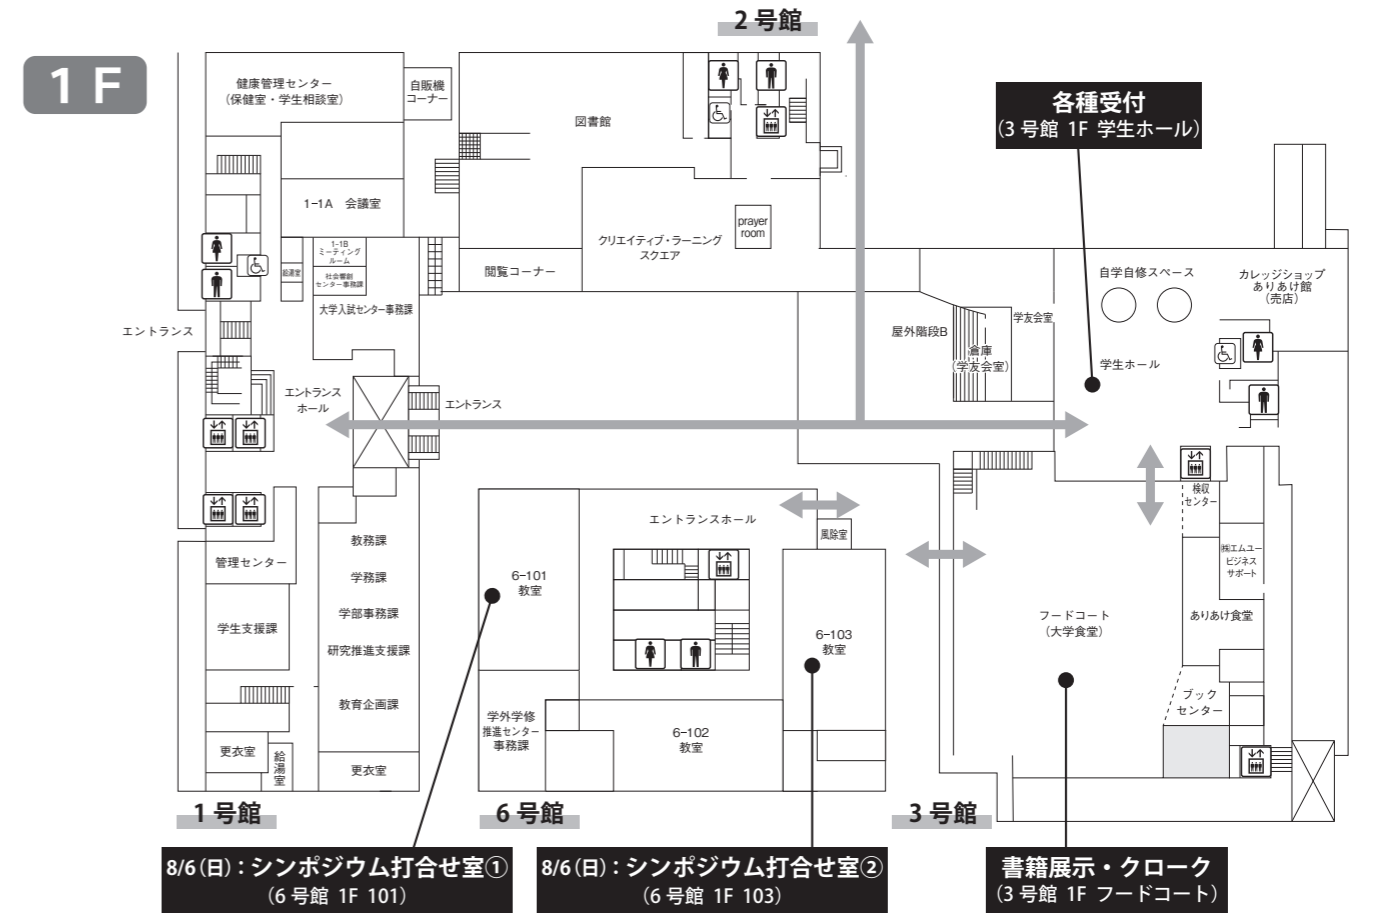 1 F
2 号館
各種受付
(3 号館 1F 学生ホール)
健康管理センター
(保健室・学生相談室)
自販機
コーナー
図書館
1-1A 会議室
prayer
room
クリエイティブ・ラーニング
スクエア
閲覧コーナー
1-1B
ミーティング
ルーム
給湯室
社会響創
センター事務課
大学入試センター事務課
自学自修スペース
カレッジショップ
ありあけ館
(売店)
エントランス
屋外階段B
学友会室
倉庫
(学友会室)
学生ホール
エントランス
ホール
エントランス
検収
センター
エントランスホール
風除室
教務課
管理センター
学務課
6-101
教室
㈱エムユー
ビジネス
サポート
学部事務課
学生支援課
フードコート
(大学食堂)
ありあけ食堂
6-103
教室
研究推進支援課
教育企画課
ブック
センター
学外学修
推進センター
事務課
6-102
教室
更衣室
給湯室
更衣室
1 号館
6 号館
3 号館
8/6(日):シンポジウム打合せ室①
(6 号館 1F 101)
8/6(日):シンポジウム打合せ室②
(6 号館 1F 103)
書籍展示・クローク
(3 号館 1F フードコート)